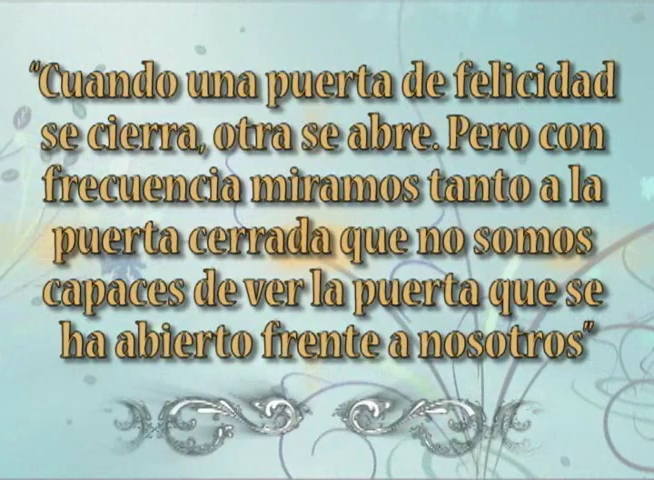 “Cuando una puerta de felicidad
se cierra, otra se abre. Pero con
frecuencia miramos tanto a la
puerta cerrada que no somos
capaces de ver la puerta que se
ha abierto frente a nosotros”